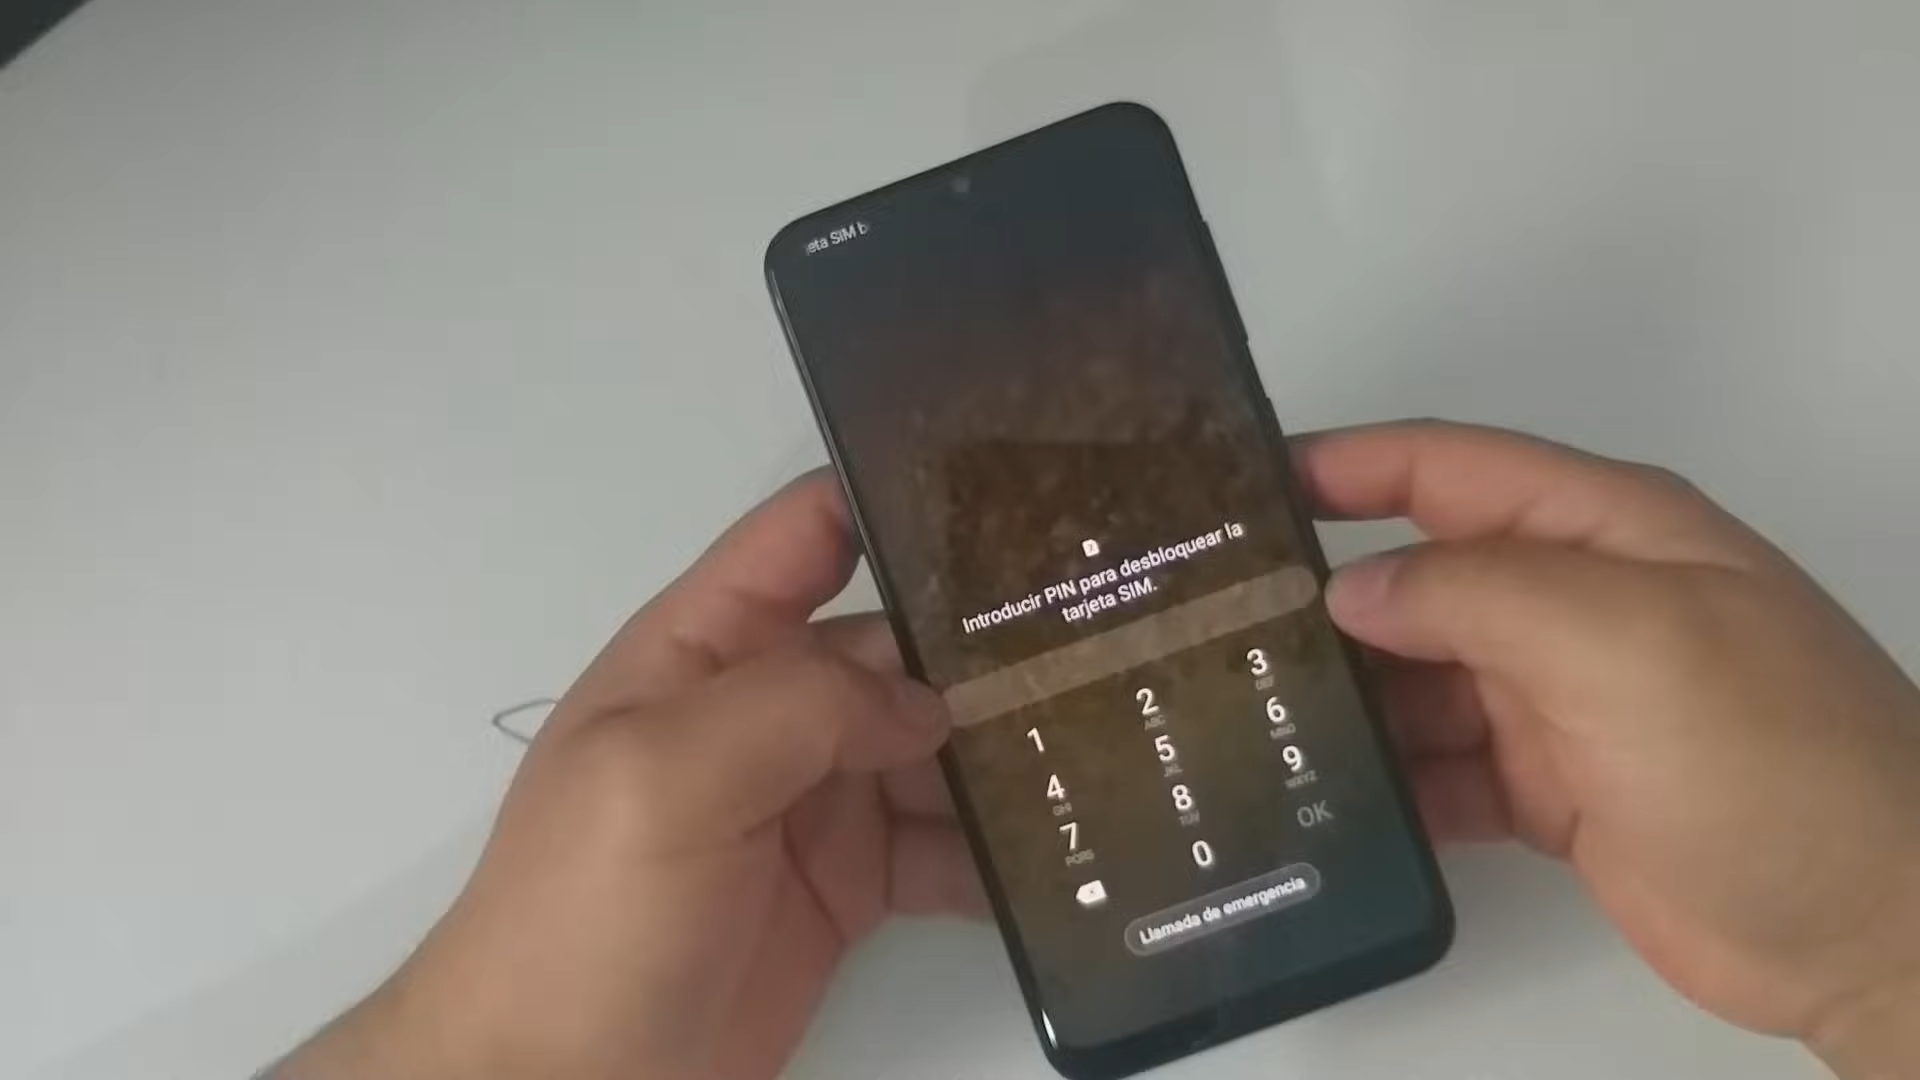 jeta SIM b
Introducir PIN para desbloquear la
tarjeta SIM.
1
2
ABC
3
DEF
4
GHI
5
JKL
6
MNO
7
PQRS
8
TUV
9
WXYZ
0
OK
Llamada de emergencia